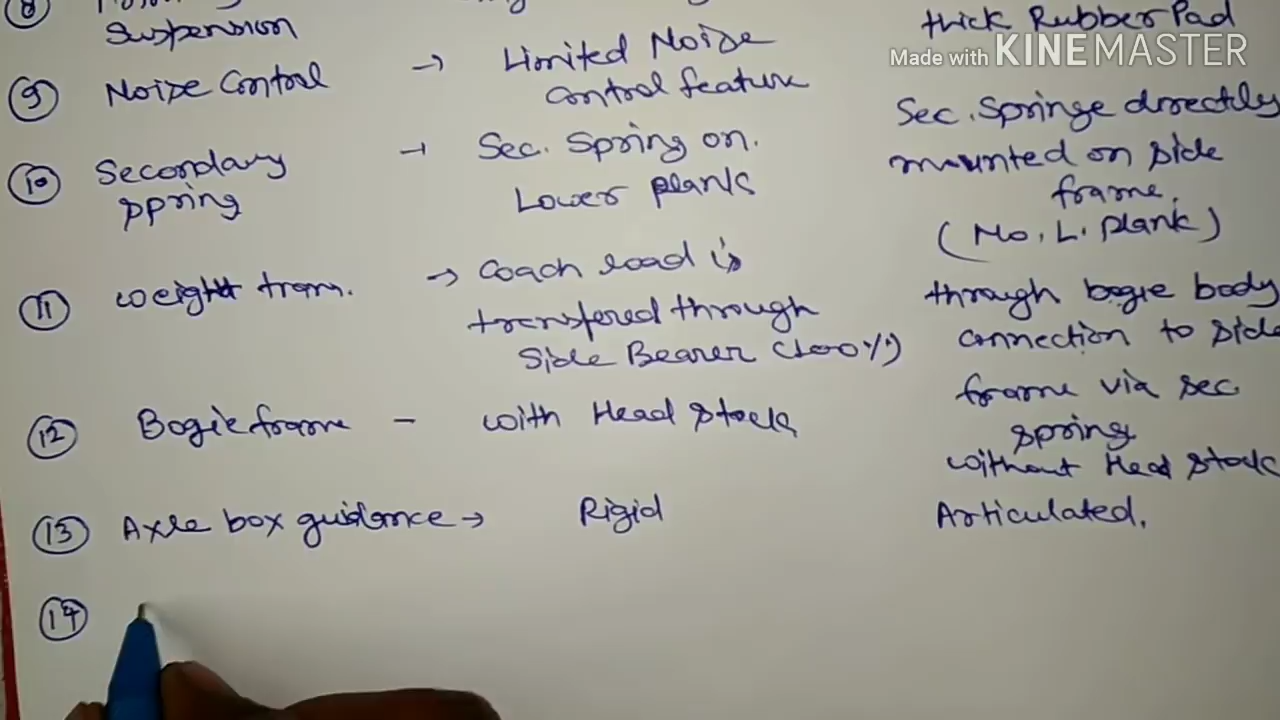 8
Suspension
thick Rubber Pad
Made with KINEMASTER
9 Noise Control → Limited Noise
control feature
10 Secondary → Sec. Spring on.
spring Lower plank
Sec. Springe directly
mounted on side
frame.
(No. L. plank)
11 weight tran. → Coach load is
transfered through
Side Bearer (100%)
through bogie body
connection to side
frame via sec
spring
12 Bogie frame - with Head stock
without Head stock
13 Axle box guidance → Rigid Articulated.
14